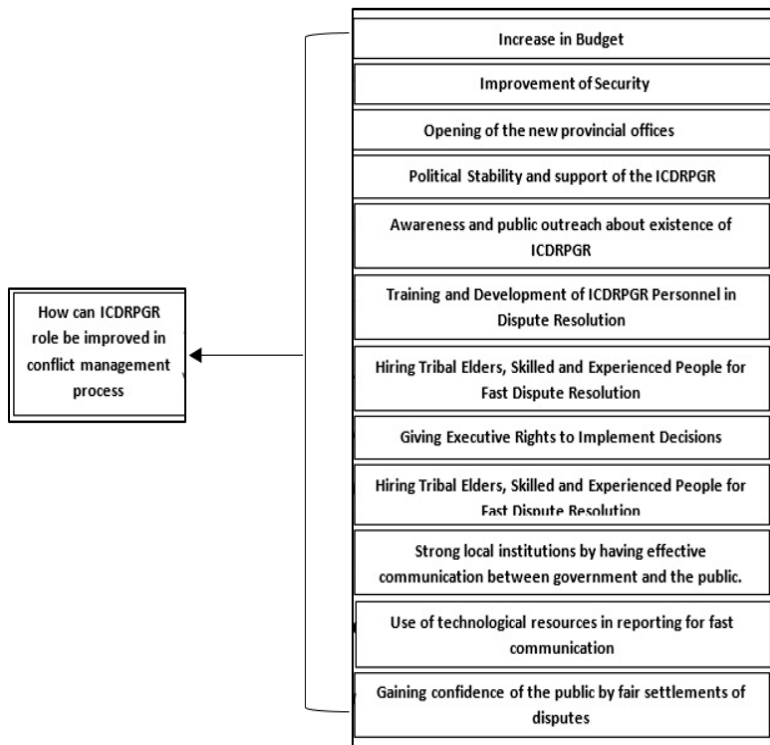 Increase in Budget
Improvement of Security
Opening of the new provincial offices
Political Stability and support of the ICDRPGR
Awareness and public outreach about existence of
ICDRPGR
Training and Development of ICDRPGR Personnel in
Dispute Resolution
How can ICDRPGR
role be improved in
conflict management
process
Hiring Tribal Elders, Skilled and Experienced People for
Fast Dispute Resolution
Giving Executive Rights to Implement Decisions
Hiring Tribal Elders, Skilled and Experienced People for
Fast Dispute Resolution
Strong local institutions by having effective
communication between government and the public.
Use of technological resources in reporting for fast
communication
Gaining confidence of the public by fair settlements of
disputes